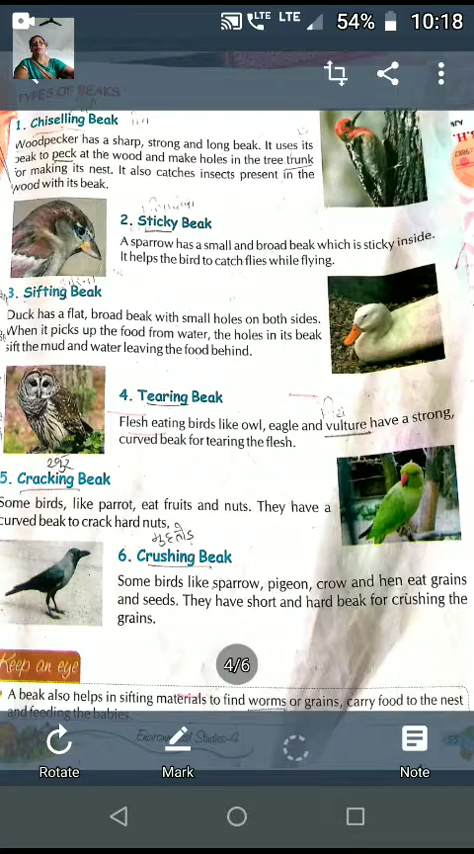 LTE LTE 54% 10:18
TYPES OF BEAKS
1. Chiselling Beak
Woodpecker has a sharp, strong and long beak. It uses its
beak to peck at the wood and make holes in the tree trunk
for making its nest. It also catches insects present in the
wood with its beak.
2. Sticky Beak
A sparrow has a small and broad beak which is sticky inside.
It helps the bird to catch flies while flying.
3. Sifting Beak
Duck has a flat, broad beak with small holes on both sides.
When it picks up the food from water, the holes in its beak
sift the mud and water leaving the food behind.
4. Tearing Beak
Flesh eating birds like owl, eagle and vulture have a strong,
curved beak for tearing the flesh.
5. Cracking Beak
Some birds, like parrot, eat fruits and nuts. They have a
curved beak to crack hard nuts,
6. Crushing Beak
Some birds like sparrow, pigeon, crow and hen eat grains
and seeds. They have short and hard beak for crushing the
grains.
Keep an eye
4/6
A beak also helps in sifting materials to find worms or grains, carry food to the nest
and feeding the babies.
Environmental Studies-4
Rotate Mark Note